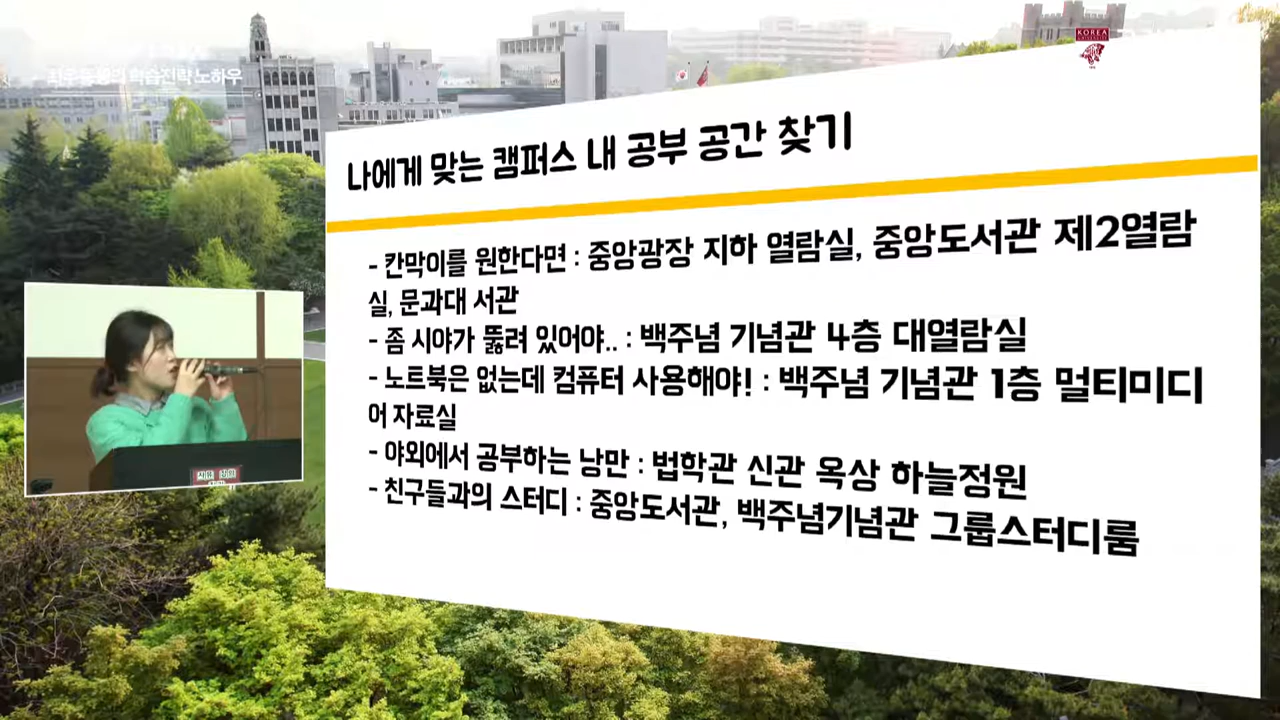 학습전략 노하우
KOREA
나에게 맞는 캠퍼스 내 공부 공간 찾기
- 칸막이를 원한다면 : 중앙광장 지하 열람실, 중앙도서관 제2열람
실, 문과대 서관
- 좀 시야가 뚫려 있어야.. : 백주념 기념관 4층 대열람실
- 노트북은 없는데 컴퓨터 사용해야! : 백주념 기념관 1층 멀티미디
어 자료실
- 야외에서 공부하는 낭만 : 법학관 신관 옥상 하늘정원
- 친구들과의 스터디 : 중앙도서관, 백주념기념관 그룹스터디룸